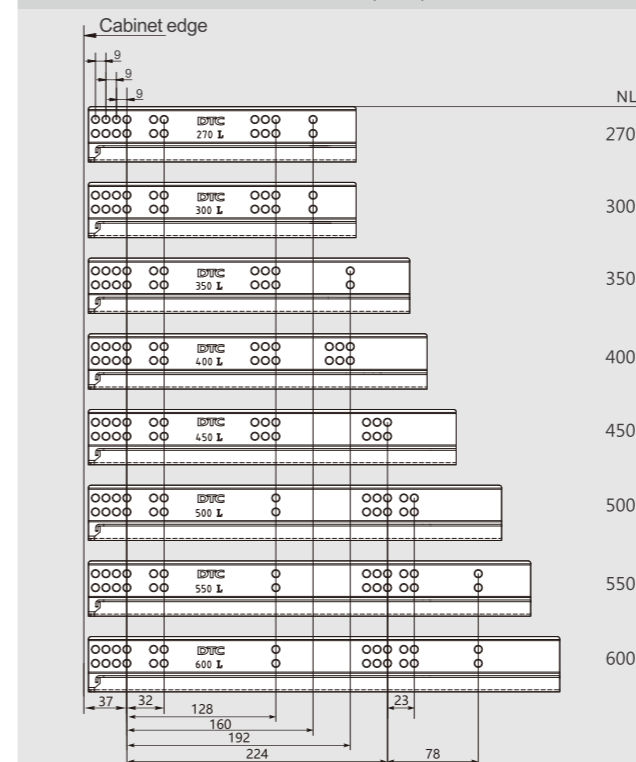 Cabinet edge
9
9
9
NL
DTC
270 L
270
DTC
300 L
300
DTC
350 L
350
DTC
400 L
400
DTC
450 L
450
DTC
500 L
500
DTC
550 L
550
DTC
600 L
600
37
32
23
128
160
192
224
78